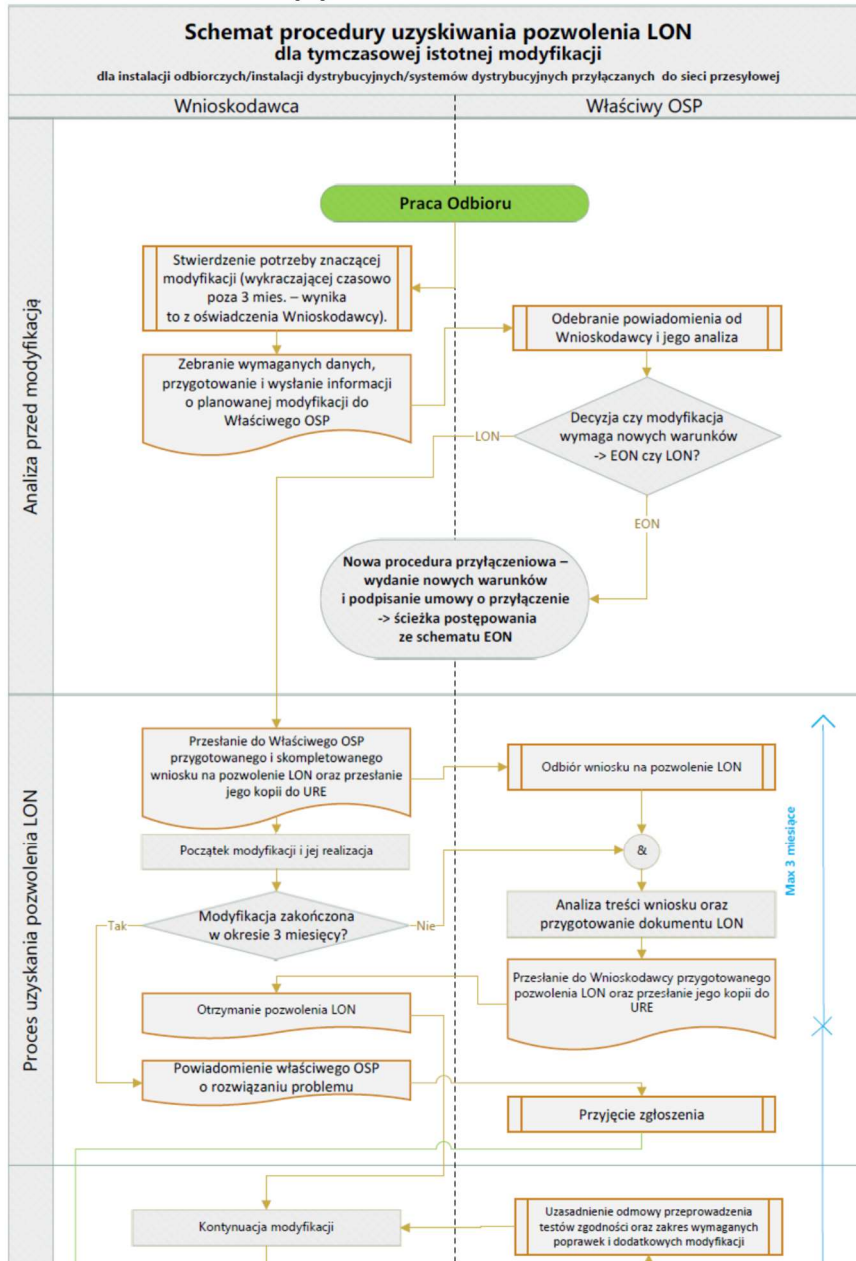 Schemat procedury uzyskiwania pozwolenia LON
dla tymczasowej istotnej modyfikacji
dla instalacji odbiorczych/instalacji dystrybucyjnych/systemów dystrybucyjnych przyłączanych do sieci przesyłowej
Wnioskodawca
Właściwy OSP
Analiza przed modyfikacją
Praca Odbioru
Stwierdzenie potrzeby znaczącej
modyfikacji (wykraczającej czasowo
poza 3 mies. – wynika
to z oświadczenia Wnioskodawcy).
Odebranie powiadomienia od
Wnioskodawcy i jego analiza
Zebranie wymaganych danych,
przygotowanie i wysłanie informacji
o planowanej modyfikacji do
Właściwego OSP
Decyzja czy modyfikacja
wymaga nowych warunków
-> EON czy LON?
LON
EON
Nowa procedura przyłączeniowa –
wydanie nowych warunków
i podpisanie umowy o przyłączenie
-> ścieżka postępowania
ze schematu EON
Proces uzyskania pozwolenia LON
Przesłanie do Właściwego OSP
przygotowanego i skompletowanego
wniosku na pozwolenie LON oraz przesłanie
jego kopii do URE
Odbiór wniosku na pozwolenie LON
Max 3 miesiące
Początek modyfikacji i jej realizacja
&
Modyfikacja zakończona
w okresie 3 miesięcy?
Tak
Nie
Analiza treści wniosku oraz
przygotowanie dokumentu LON
Przesłanie do Wnioskodawcy przygotowanego
pozwolenia LON oraz przesłanie jego kopii do
URE
Otrzymanie pozwolenia LON
Powiadomienie właściwego OSP
o rozwiązaniu problemu
Przyjęcie zgłoszenia
Kontynuacja modyfikacji
Uzasadnienie odmowy przeprowadzenia
testów zgodności oraz zakres wymaganych
poprawek i dodatkowych modyfikacji